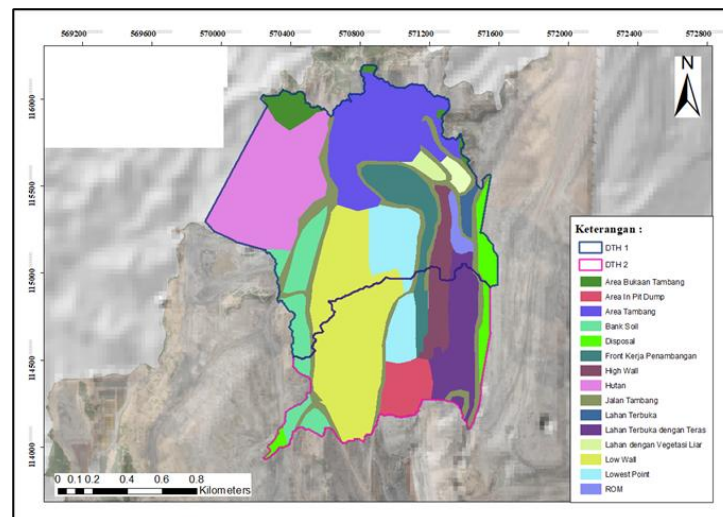 569200 569600 570000 570400 570800 571200 571600 572000 572400 572800
N
116000
115500
115000
114500
114000
Keterangan :
DTH 1
DTH 2
Area Bukaan Tambang
Area In Pit Dump
Area Tambang
Bank Soil
Disposal
Front Kerja Penambangan
High Wall
Hutan
Jalan Tambang
Lahan Terbuka
Lahan Terbuka dengan Teras
Lahan dengan Vegetasi Liar
Low Wall
Lowest Point
ROM
0 0.1 0.2 0.4 0.6 0.8
Kilometers